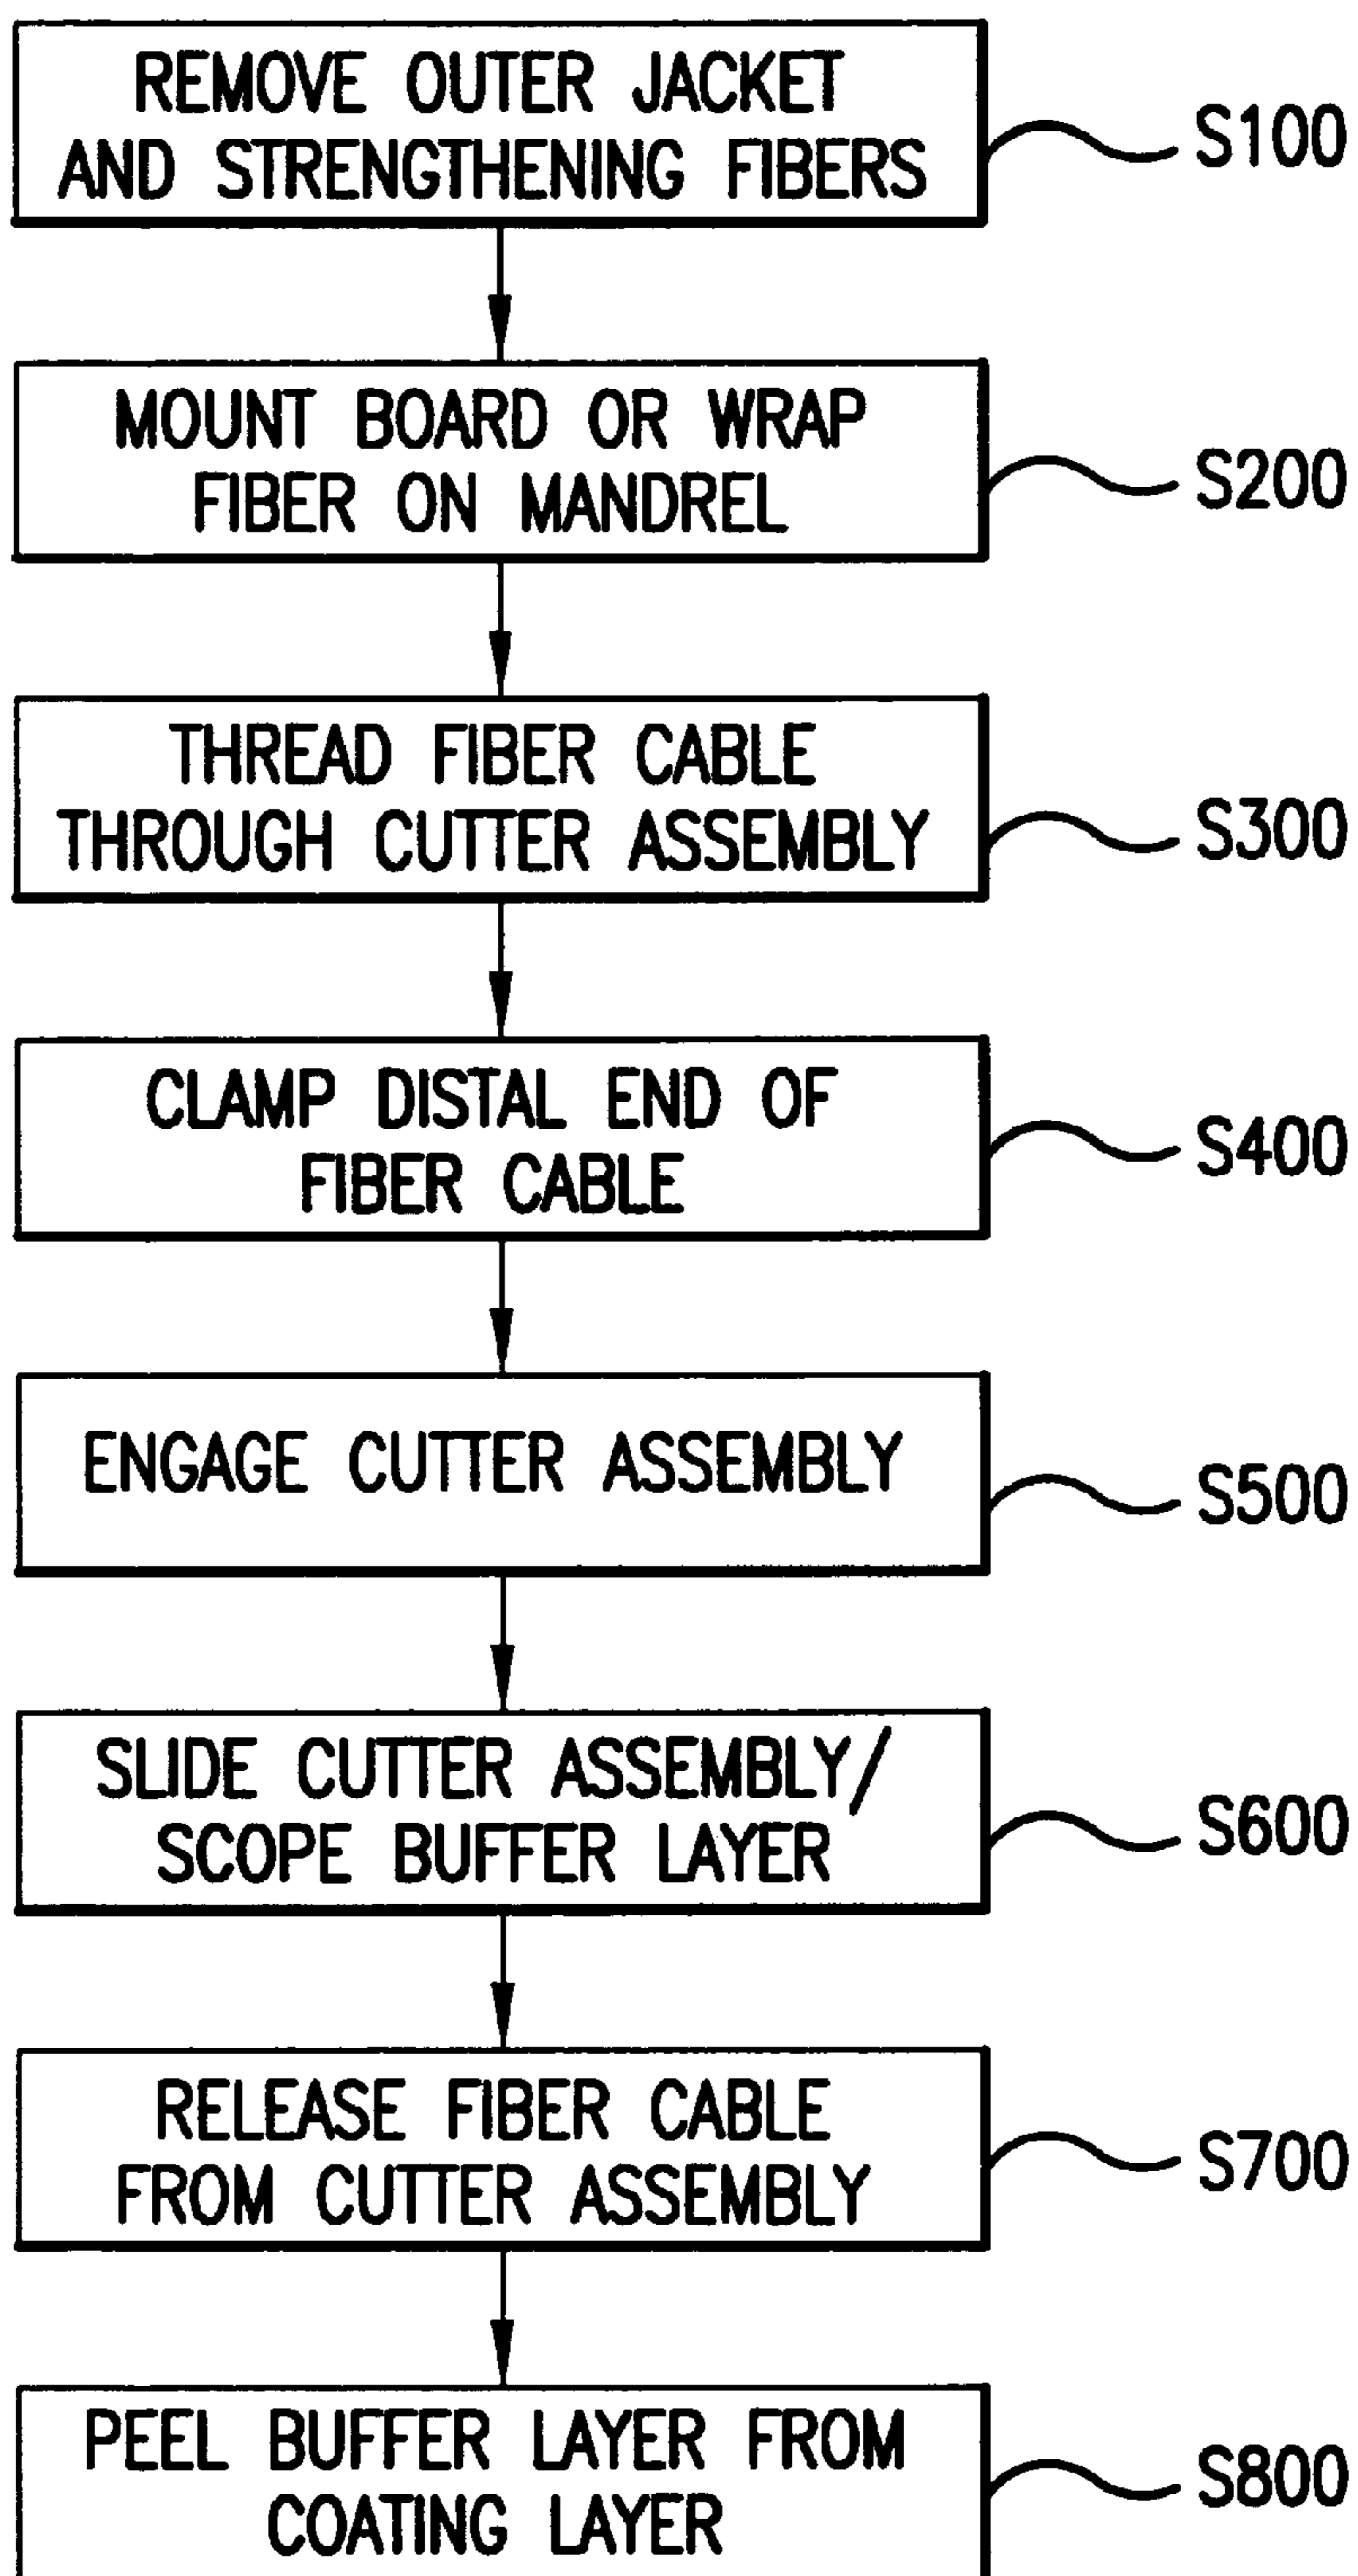 REMOVE OUTER JACKET
AND STRENGTHENING FIBERS
S100
MOUNT BOARD OR WRAP
FIBER ON MANDREL
S200
THREAD FIBER CABLE
THROUGH CUTTER ASSEMBLY
S300
CLAMP DISTAL END OF
FIBER CABLE
S400
ENGAGE CUTTER ASSEMBLY
S500
SLIDE CUTTER ASSEMBLY/
SCOPE BUFFER LAYER
S600
RELEASE FIBER CABLE
FROM CUTTER ASSEMBLY
S700
PEEL BUFFER LAYER FROM
COATING LAYER
S800